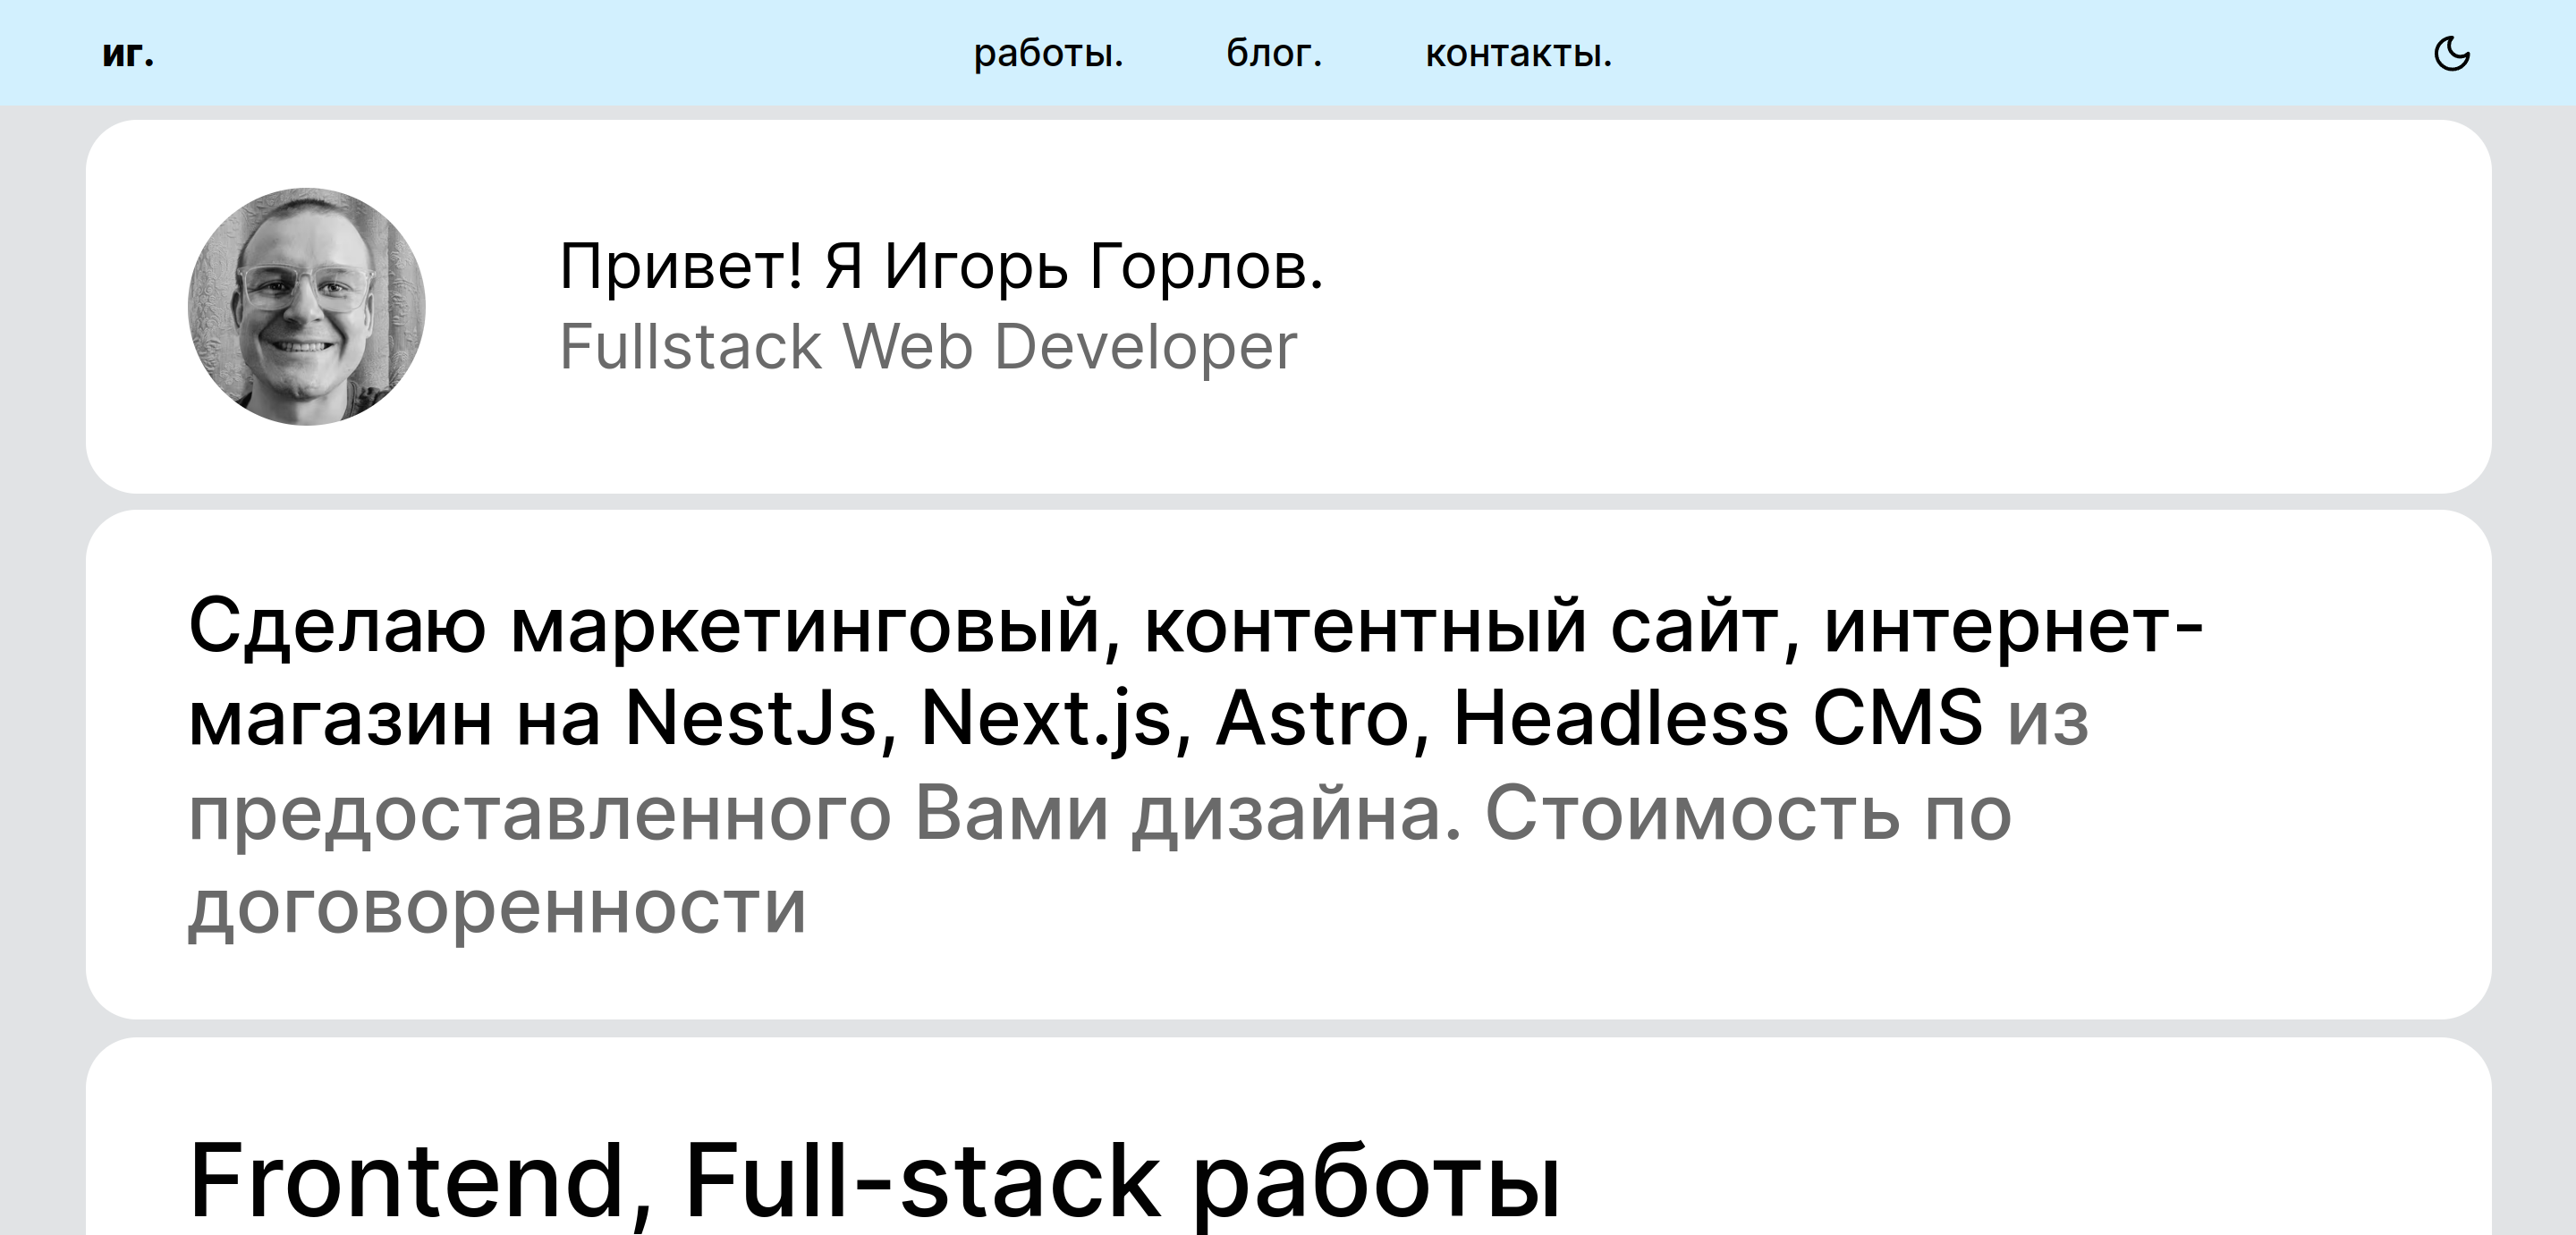 иг.
работы. блог. контакты.
Привет! Я Игорь Горлов.
Fullstack Web Developer
Сделаю маркетинговый, контентный сайт, интернет-
магазин на NestJs, Next.js, Astro, Headless CMS из
предоставленного Вами дизайна. Стоимость по
договоренности
Frontend, Full-stack работы